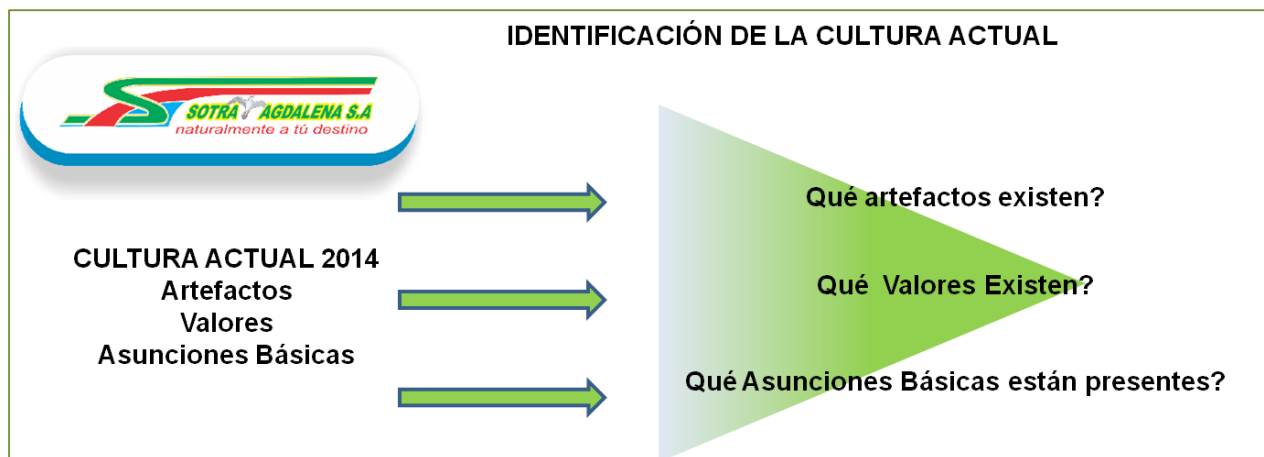 IDENTIFICACIÓN DE LA CULTURA ACTUAL
SOTRA AGDALENA S.A
naturalmente a tú destino
CULTURA ACTUAL 2014
Artefactos
Valores
Asunciones Básicas
Qué artefactos existen?
Qué Valores Existen?
Qué Asunciones Básicas están presentes?